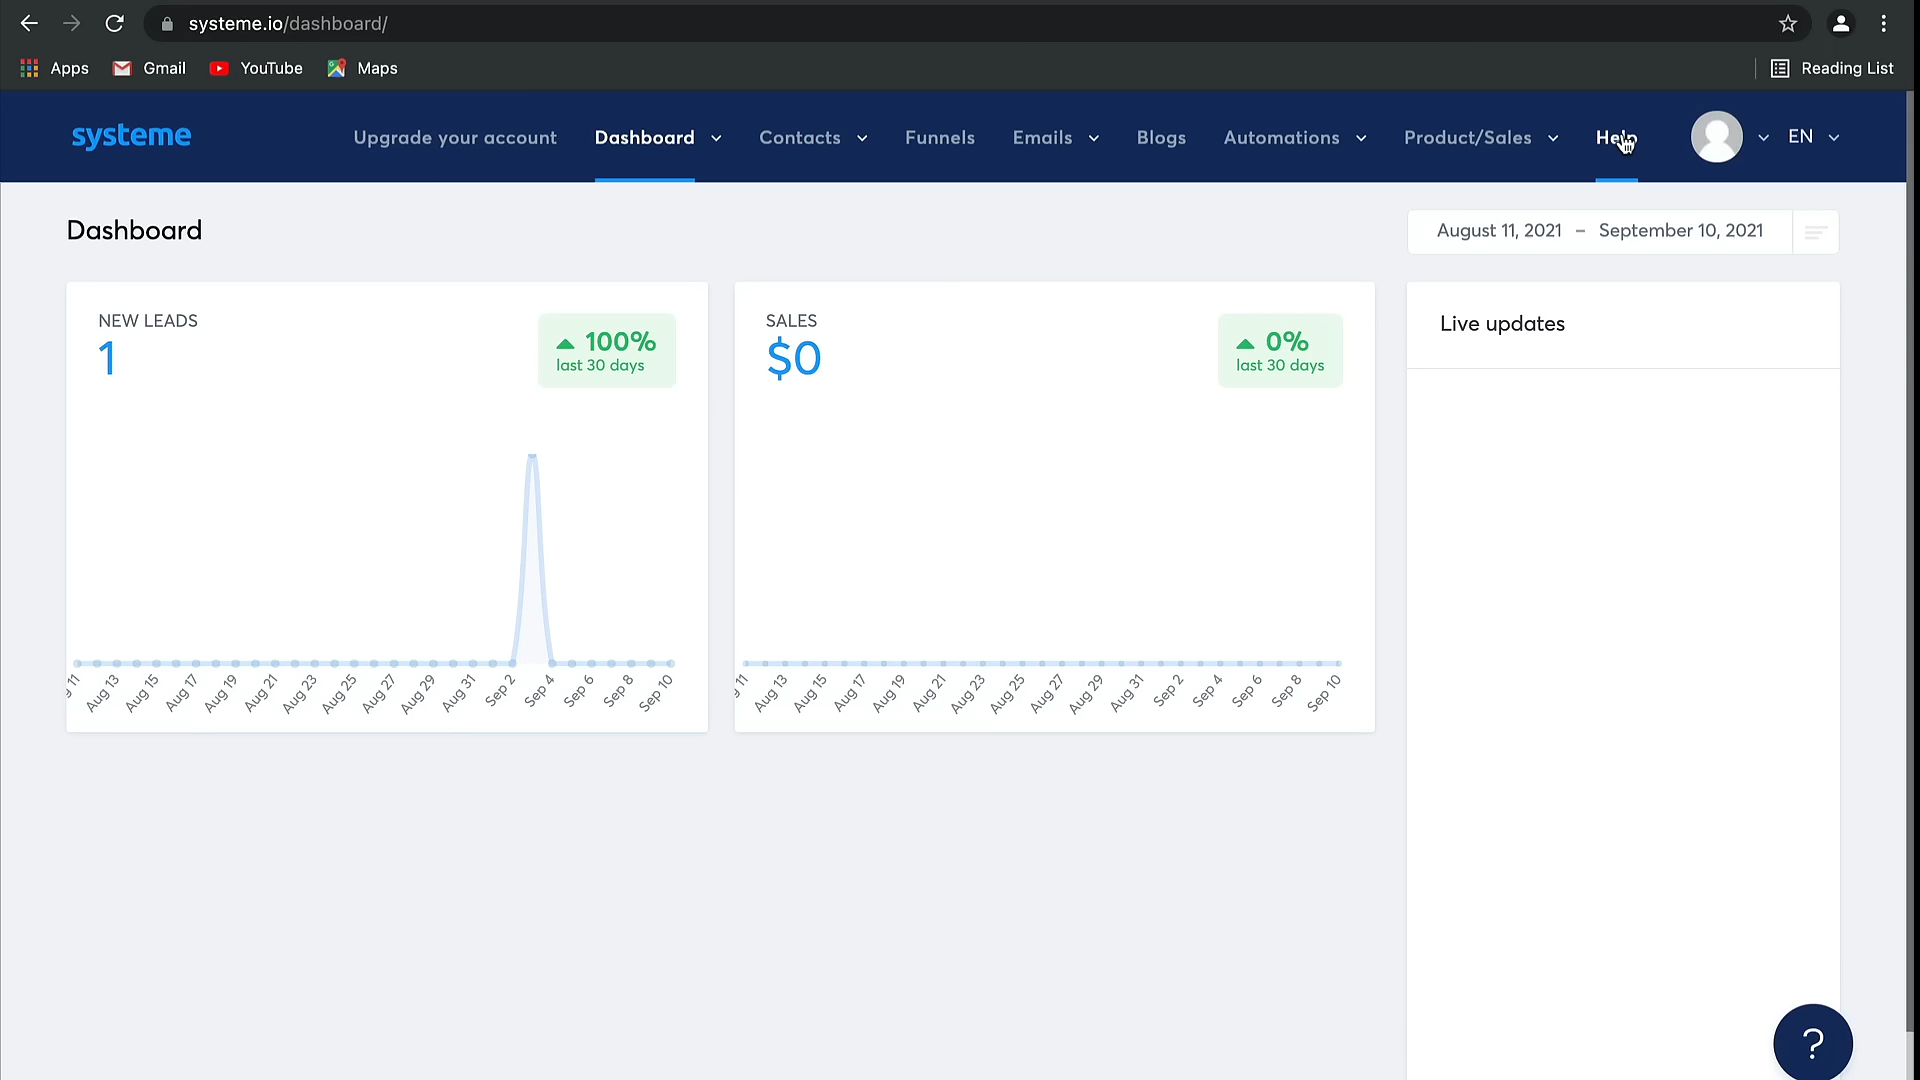 systeme.io/dashboard/
Apps Gmail YouTube Maps Reading List
systeme Upgrade your account Dashboard Contacts Funnels Emails Blogs Automations Product/Sales Help EN
Dashboard August 11, 2021 – September 10, 2021
NEW LEADS
1
100%
last 30 days
Aug 13 Aug 15 Aug 17 Aug 19 Aug 21 Aug 23 Aug 25 Aug 27 Aug 29 Aug 31 Sep 2 Sep 4 Sep 6 Sep 8 Sep 10
SALES
$0
0%
last 30 days
Aug 13 Aug 15 Aug 17 Aug 19 Aug 21 Aug 23 Aug 25 Aug 27 Aug 29 Aug 31 Sep 2 Sep 4 Sep 6 Sep 8 Sep 10
Live updates
?